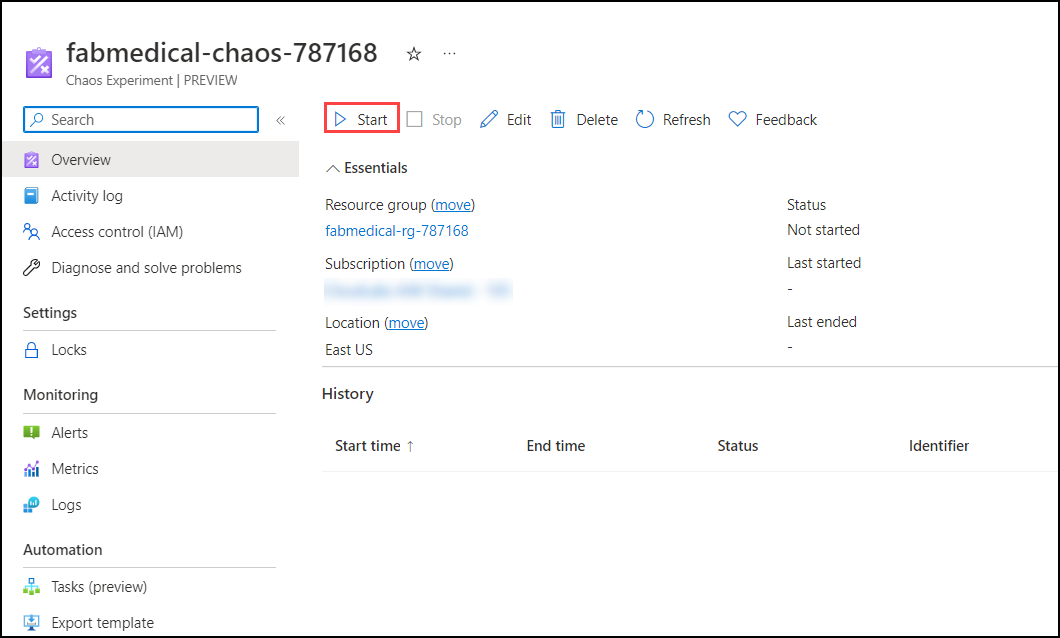 fabmedical-chaos-787168 ☆ ···
Chaos Experiment | PREVIEW
Search «
Start Stop Edit Delete Refresh Feedback
Overview
Activity log
Access control (IAM)
Diagnose and solve problems
Settings
Locks
Monitoring
Alerts
Metrics
Logs
Automation
Tasks (preview)
Export template
Essentials
Resource group (move)
fabmedical-rg-787168
Subscription (move)
Location (move)
East US
Status
Not started
Last started
-
Last ended
-
History
Start time ↑ End time Status Identifier